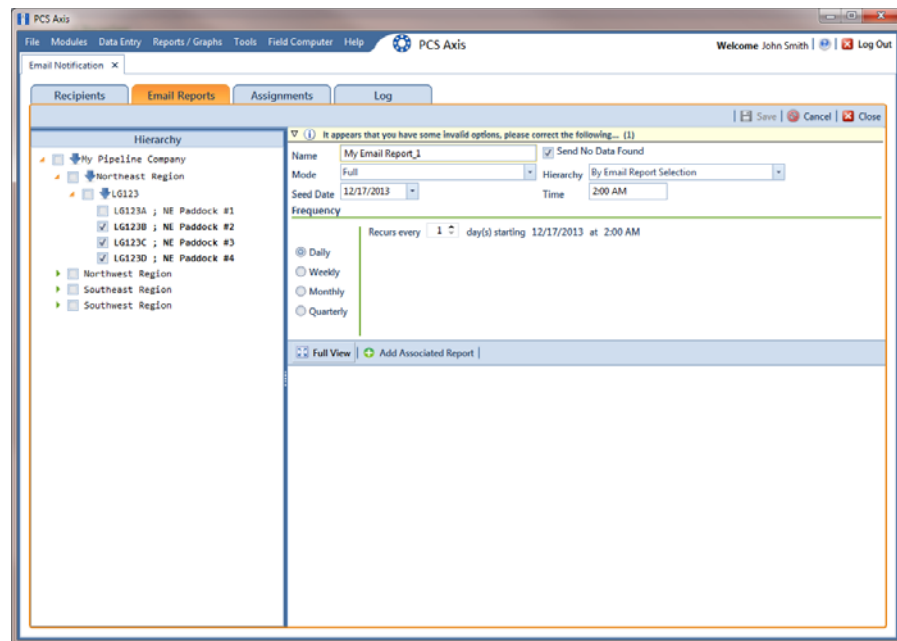 PCS Axis
File Modules Data Entry Reports / Graphs Tools Field Computer Help PCS Axis Welcome John Smith Log Out
Email Notification ×
Recipients Email Reports Assignments Log
Save Cancel Close
Hierarchy
My Pipeline Company
Northeast Region
LG123
LG123A ; NE Paddock #1
LG123B ; NE Paddock #2
LG123C ; NE Paddock #3
LG123D ; NE Paddock #4
Northwest Region
Southeast Region
Southwest Region
It appears that you have some invalid options, please correct the following... (1)
Name My Email Report_1 Send No Data Found
Mode Full Hierarchy By Email Report Selection
Seed Date 12/17/2013 Time 2:00 AM
Frequency
Recurs every 1 day(s) starting 12/17/2013 at 2:00 AM
Daily
Weekly
Monthly
Quarterly
Full View Add Associated Report